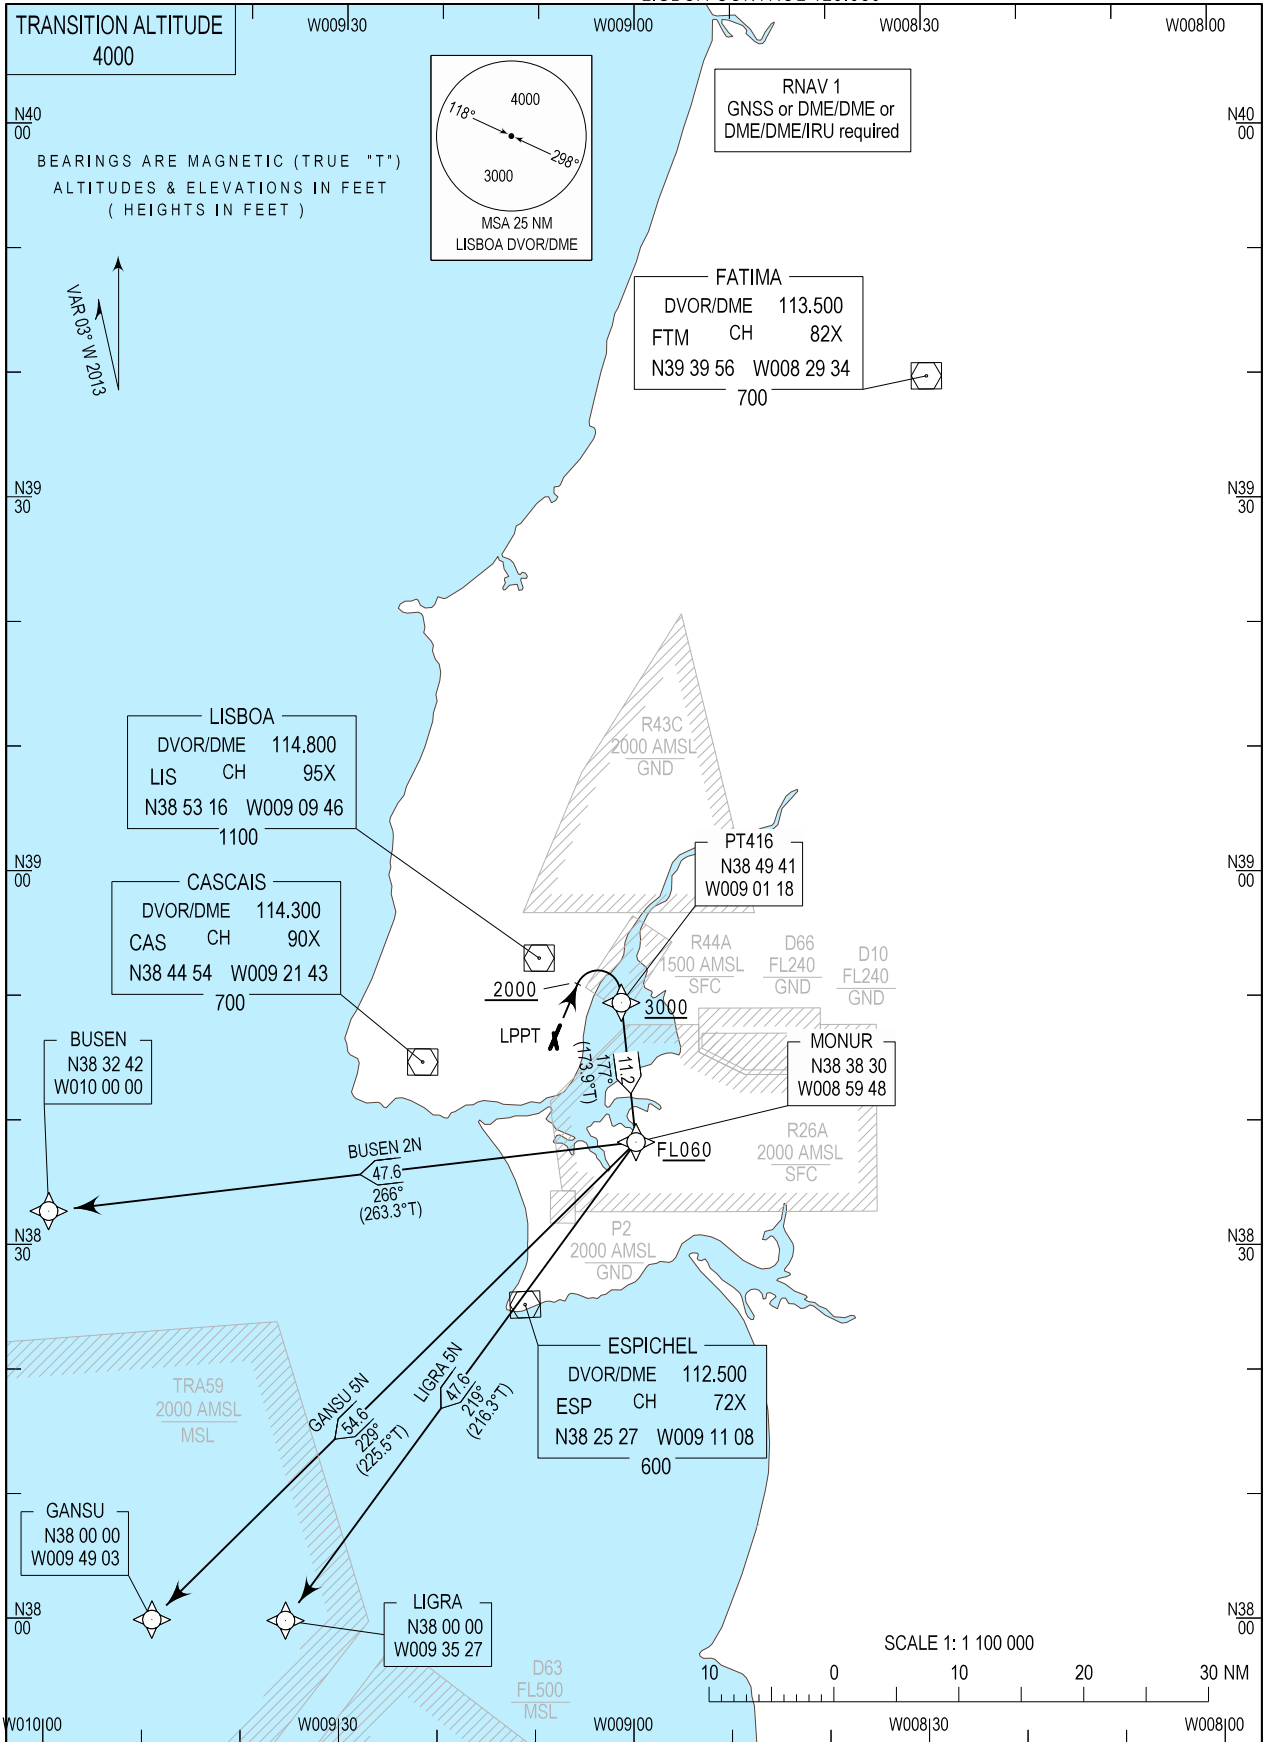 W009|30
W009|00
W008|30
W008|00
TRANSITION ALTITUDE
4000
N40
00
N40
00
BEARINGS ARE MAGNETIC (TRUE "T")
ALTITUDES & ELEVATIONS IN FEET
( HEIGHTS IN FEET )
118°
4000
298°
3000
MSA 25 NM
LISBOA DVOR/DME
RNAV 1
GNSS or DME/DME or
DME/DME/IRU required
VAR 03° W 2013
FATIMA
DVOR/DME 113.500
FTM CH 82X
N39 39 56 W008 29 34
700
N39
30
N39
30
R43C
2000 AMSL
GND
LISBOA
DVOR/DME 114.800
LIS CH 95X
N38 53 16 W009 09 46
1100
N39
00
N39
00
PT416
N38 49 41
W009 01 18
CASCAIS
DVOR/DME 114.300
CAS CH 90X
N38 44 54 W009 21 43
700
R44A
1500 AMSL
SFC
D66
FL240
GND
D10
FL240
GND
2000
3000
LPPT
BUSEN
N38 32 42
W010 00 00
11.2
177°
(173.9°T)
MONUR
N38 38 30
W008 59 48
FL060
R26A
2000 AMSL
SFC
BUSEN 2N
47.6
266°
(263.3°T)
N38
30
N38
30
P2
2000 AMSL
GND
ESPICHEL
DVOR/DME 112.500
ESP CH 72X
N38 25 27 W009 11 08
600
TRA59
2000 AMSL
MSL
GANSU 5N
54.6
229°
(225.5°T)
LIGRA 5N
47.6
219°
(216.3°T)
GANSU
N38 00 00
W009 49 03
LIGRA
N38 00 00
W009 35 27
N38
00
N38
00
D63
FL500
MSL
SCALE 1: 1 100 000
10 0 10 20 30 NM
W010|00
W009|30
W009|00
W008|30
W008|00